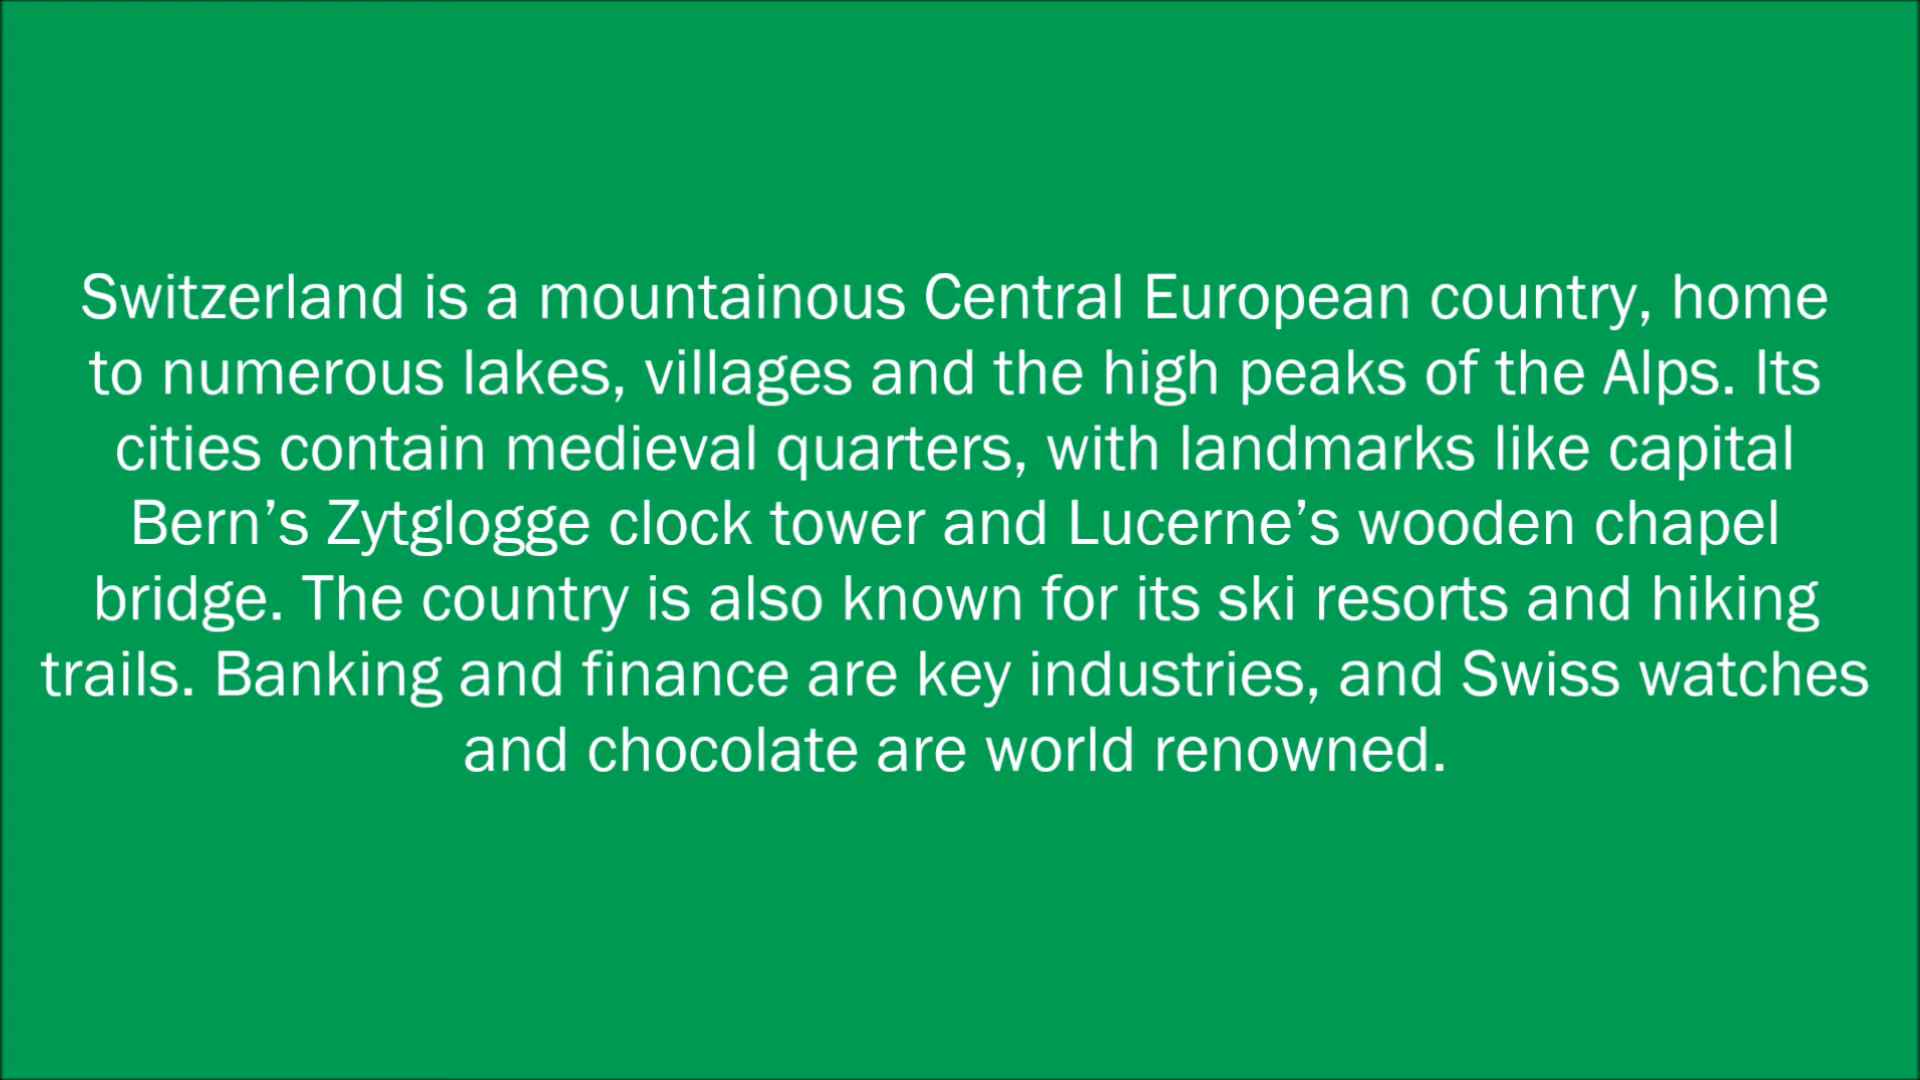 Switzerland is a mountainous Central European country, home
to numerous lakes, villages and the high peaks of the Alps. Its
cities contain medieval quarters, with landmarks like capital
Bern’s Zytglogge clock tower and Lucerne’s wooden chapel
bridge. The country is also known for its ski resorts and hiking
trails. Banking and finance are key industries, and Swiss watches
and chocolate are world renowned.